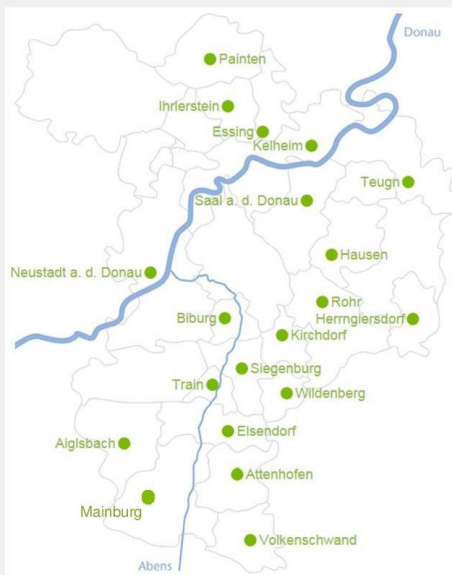 Donau
Painten
Ihrlerstein
Essing
Kelheim
Teugn
Saal a. d. Donau
Hausen
Neustadt a. d. Donau
Rohr
Biburg
Herrngiersdorf
Kirchdorf
Siegenburg
Train
Wildenberg
Elsendorf
Aiglsbach
Attenhofen
Mainburg
Volkenschwand
Abens